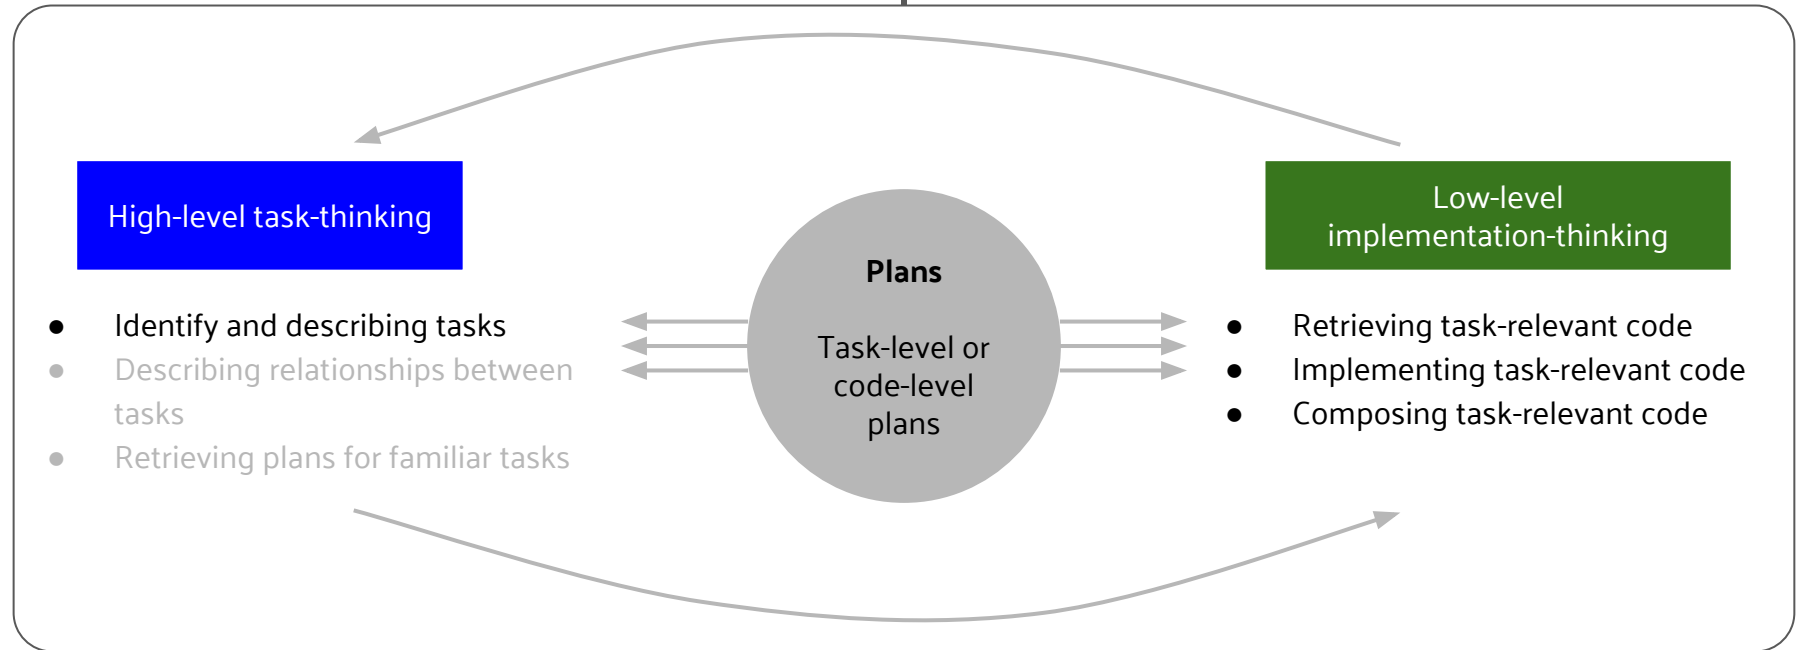 High-level task-thinking
● Identify and describing tasks
● Describing relationships between
tasks
● Retrieving plans for familiar tasks
Plans
Task-level or
code-level
plans
Low-level
implementation-thinking
● Retrieving task-relevant code
● Implementing task-relevant code
● Composing task-relevant code